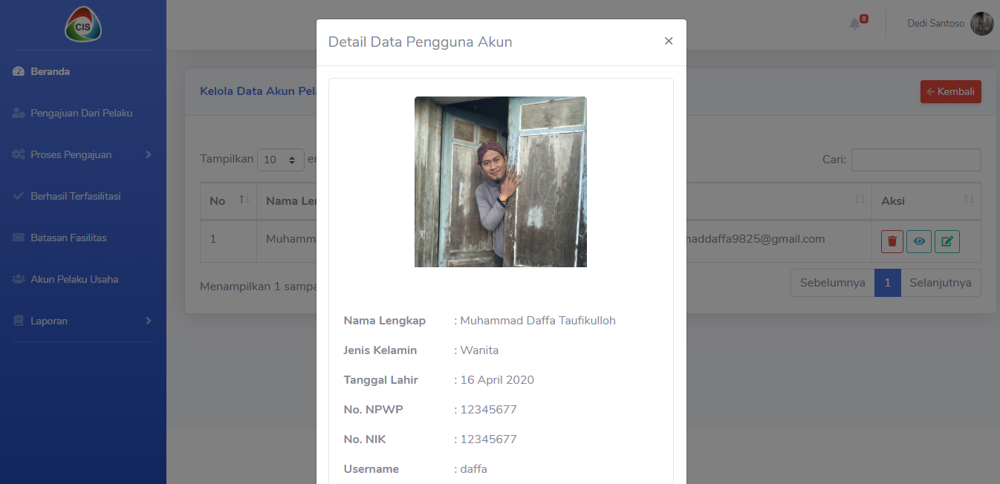 CIS
Beranda
Pengajuan Dari Pelaku
Proses Pengajuan
Berhasil Terfasilitasi
Batasan Fasilitas
Akun Pelaku Usaha
Laporan
0
Dedi Santoso
Kelola Data Akun Pela
Kembali
Tampilkan 10
Cari:
No
Nama Le
Aksi
1
Muhamm
naddaffa9825@gmail.com
Menampilkan 1 sampa
Sebelumnya 1 Selanjutnya
Detail Data Pengguna Akun ×
Nama Lengkap : Muhammad Daffa Taufikulloh
Jenis Kelamin : Wanita
Tanggal Lahir : 16 April 2020
No. NPWP : 12345677
No. NIK : 12345677
Username : daffa